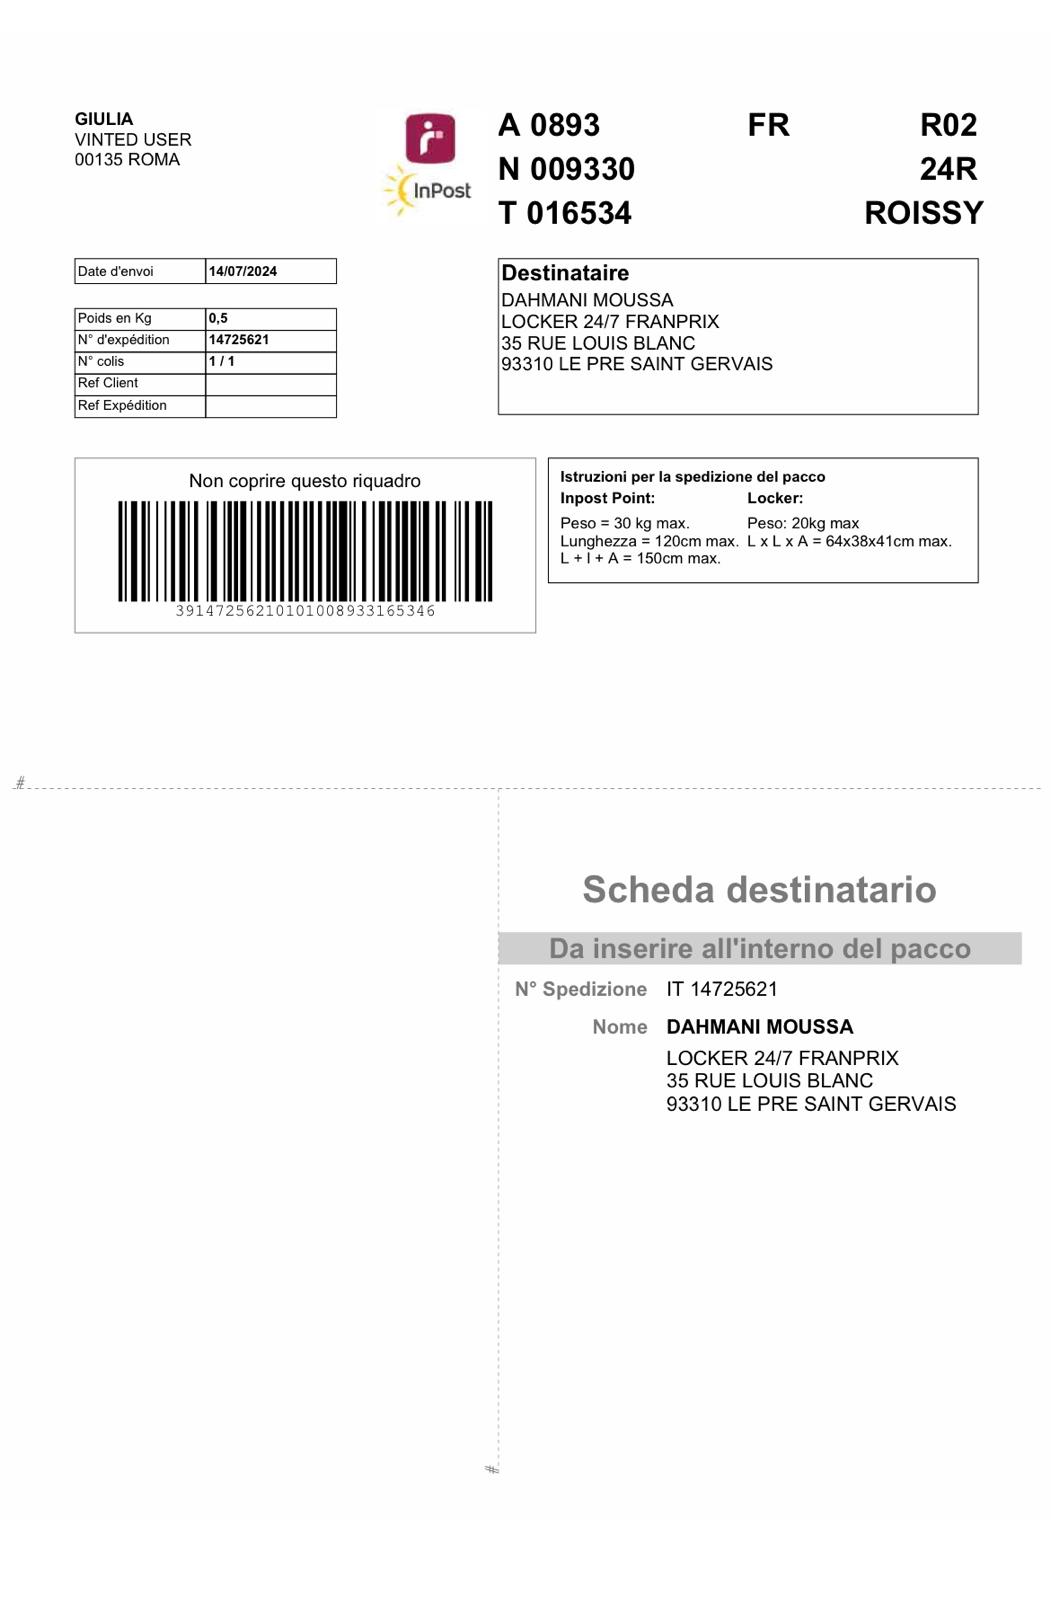 GIULIA
VINTED USER
00135 ROMA
InPost
A 0893 FR R02
N 009330 24R
T 016534 ROISSY
Date d'envoi 14/07/2024
Poids en Kg 0,5
N° d'expédition 14725621
N° colis 1 / 1
Ref Client
Ref Expédition
Destinataire
DAHMANI MOUSSA
LOCKER 24/7 FRANPRIX
35 RUE LOUIS BLANC
93310 LE PRE SAINT GERVAIS
Non coprire questo riquadro
391472562101010089331653​46
Istruzioni per la spedizione del pacco
Inpost Point: Locker:
Peso = 30 kg max. Peso: 20kg max
Lunghezza = 120cm max. L x L x A = 64x38x41cm max.
L + l + A = 150cm max.
#
Scheda destinatario
Da inserire all'interno del pacco
N° Spedizione IT 14725621
Nome DAHMANI MOUSSA
LOCKER 24/7 FRANPRIX
35 RUE LOUIS BLANC
93310 LE PRE SAINT GERVAIS
#